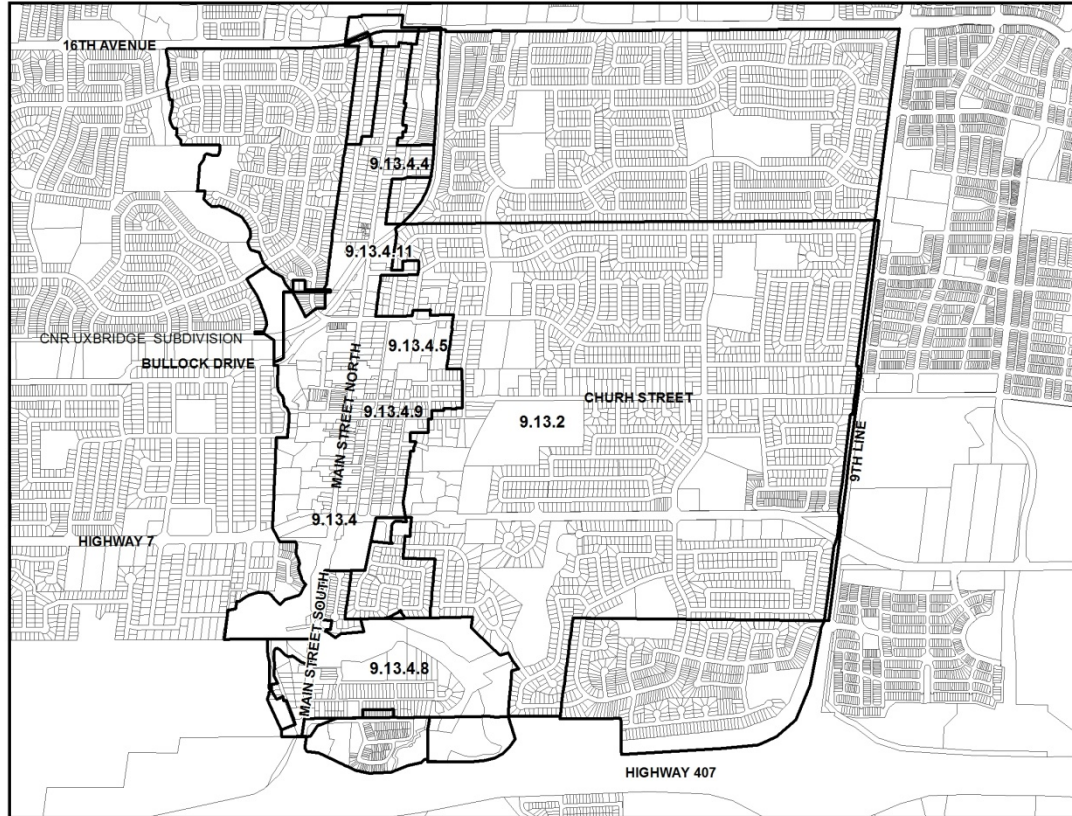 16TH AVENUE
9.13.4.4
9.13.4.11
CNR UXBRIDGE SUBDIVISION
BULLOCK DRIVE
9.13.4.5
MAIN STREET NORTH
9.13.4.9
CHURH STREET
9.13.2
9TH LINE
9.13.4
HIGHWAY 7
MAIN STREET SOUTH
9.13.4.8
HIGHWAY 407